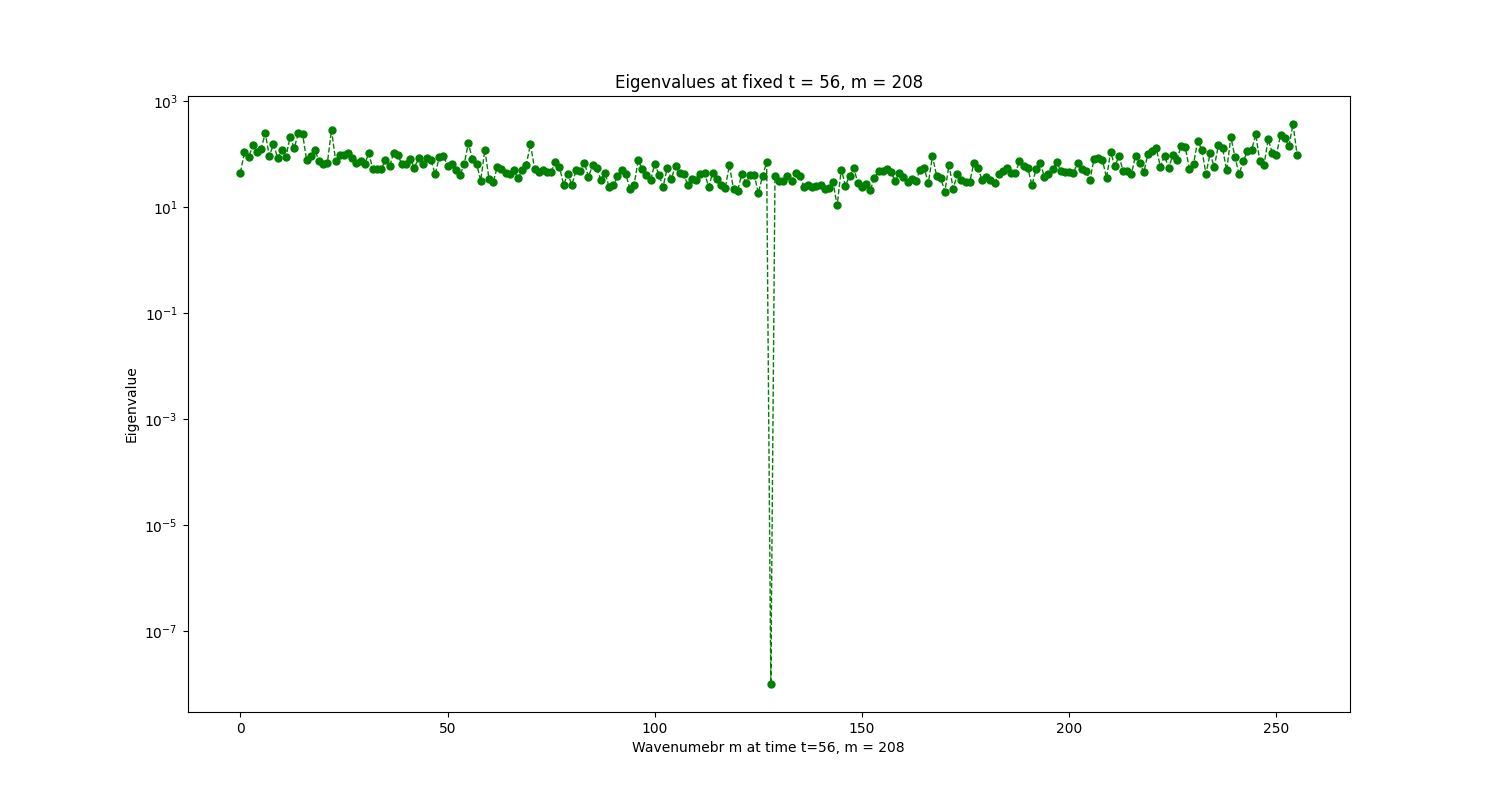 Eigenvalues at fixed t = 56, m = 208
10³
10¹
10⁻¹
10⁻³
10⁻⁵
10⁻⁷
Eigenvalue
0 50 100 150 200 250
Wavenumebr m at time t=56, m = 208